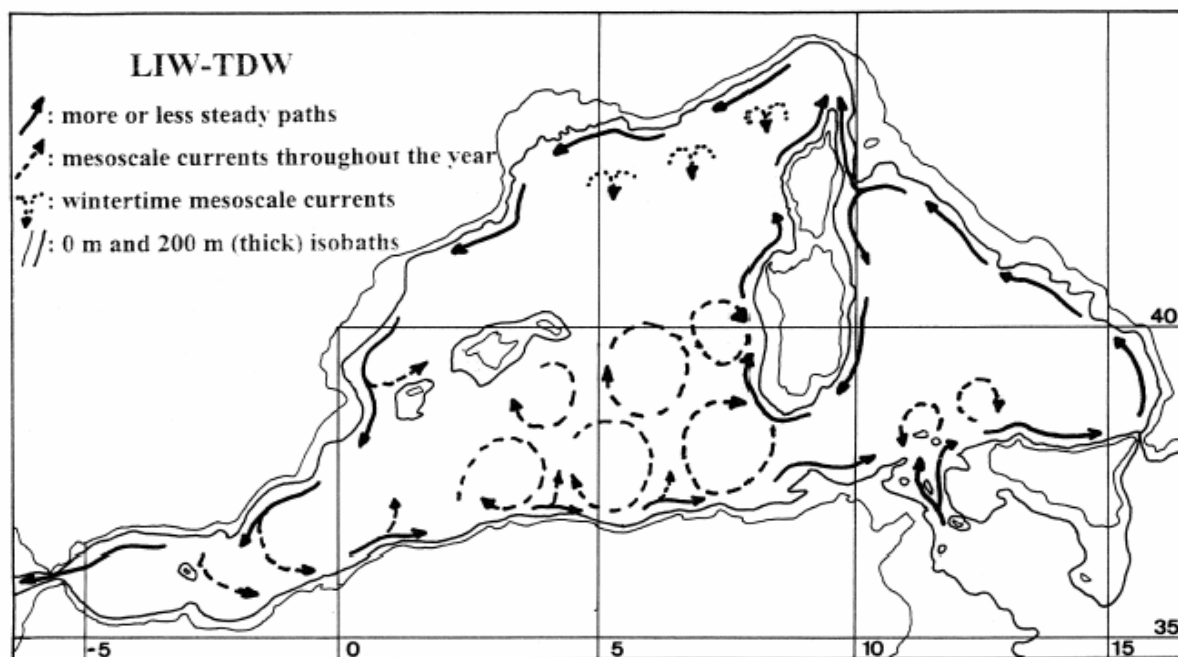 LIW-TDW
: more or less steady paths
: mesoscale currents throughout the year
: wintertime mesoscale currents
: 0 m and 200 m (thick) isobaths
40
35
-5
0
5
10
15